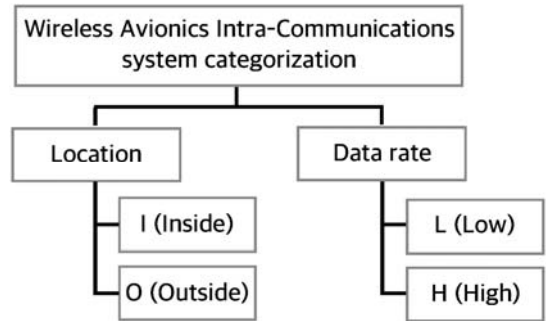 Wireless Avionics Intra-Communications
system categorization
Location
Data rate
I (Inside)
L (Low)
O (Outside)
H (High)